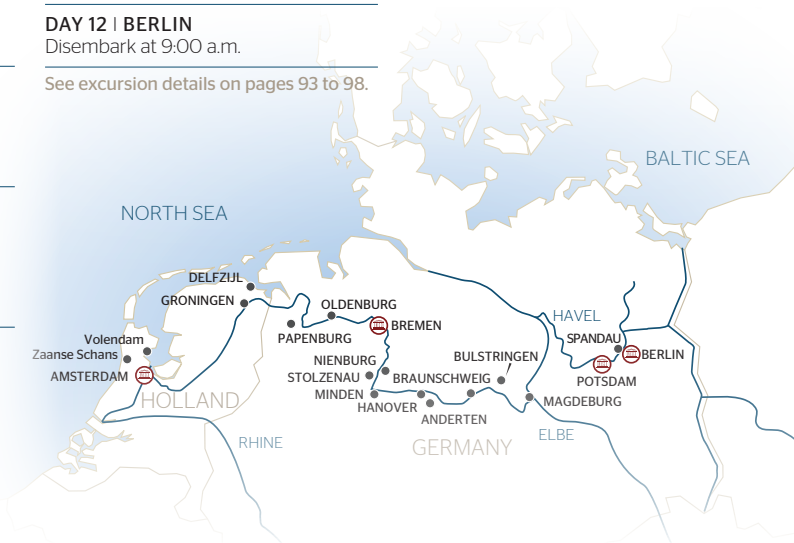 DAY 12 | BERLIN
Disembark at 9:00 a.m.
See excursion details on pages 93 to 98.
BALTIC SEA
NORTH SEA
DELFZIJL
GRONINGEN
OLDENBURG
HAVEL
BREMEN
PAPENBURG
Volendam
SPANDAU
Zaanse Schans
BERLIN
NIENBURG
BULSTRINGEN
AMSTERDAM
STOLZENAU
BRAUNSCHWEIG
POTSDAM
MINDEN
HOLLAND
MAGDEBURG
HANOVER
ANDERTEN
ELBE
RHINE
GERMANY